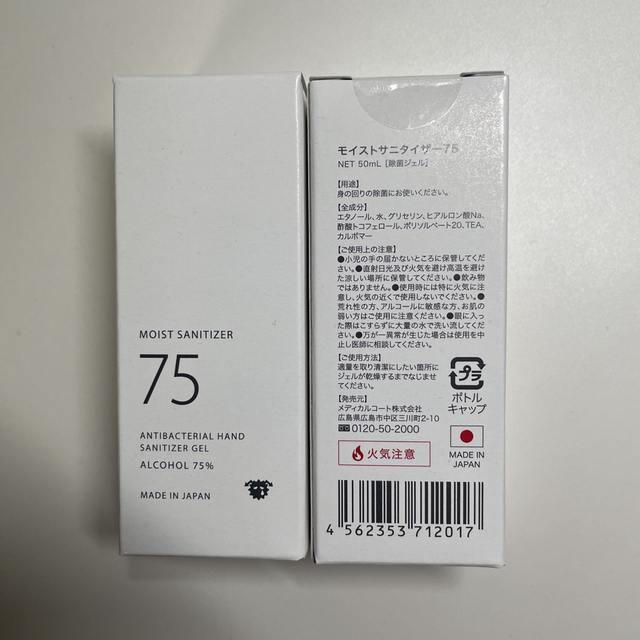 MOIST SANITIZER
75
ANTIBACTERIAL HAND
SANITIZER GEL
ALCOHOL 75%
MADE IN JAPAN
モイストサニタイザー75
NET 50mL［除菌ジェル］
【用途】
身の回りの除菌にお使いください。
【全成分】
エタノール、水、グリセリン、ヒアルロン酸Na、
酢酸トコフェロール、ポリソルベート20、TEA、
カルボマー
【ご使用上の注意】
●小児の手の届かないところに保管してくだ
さい。●直射日光及び火気を避け高温を避け
た涼しい場所に保管してください。●飲み物
ではありません。●使用時には特に火気に注
意し、火気の近くで使用しないでください。●
荒れ性の方、アルコールに敏感な方、お肌の
弱い方はご使用に注意ください。●眼に入っ
た際はこすらずに大量の水で洗い流してくだ
さい。●万が一異常が生じた場合は使用を中
止し医師に相談してください。
【ご使用方法】
適量を取り清潔にしたい箇所に
ジェルが乾燥するまでなじませ
てください。
【発売元】
メディカルコート株式会社
広島県広島市中区三川町2-10
0120-50-2000
火気注意
プラ
ボトル
キャップ
MADE IN
JAPAN
4 562353 712017